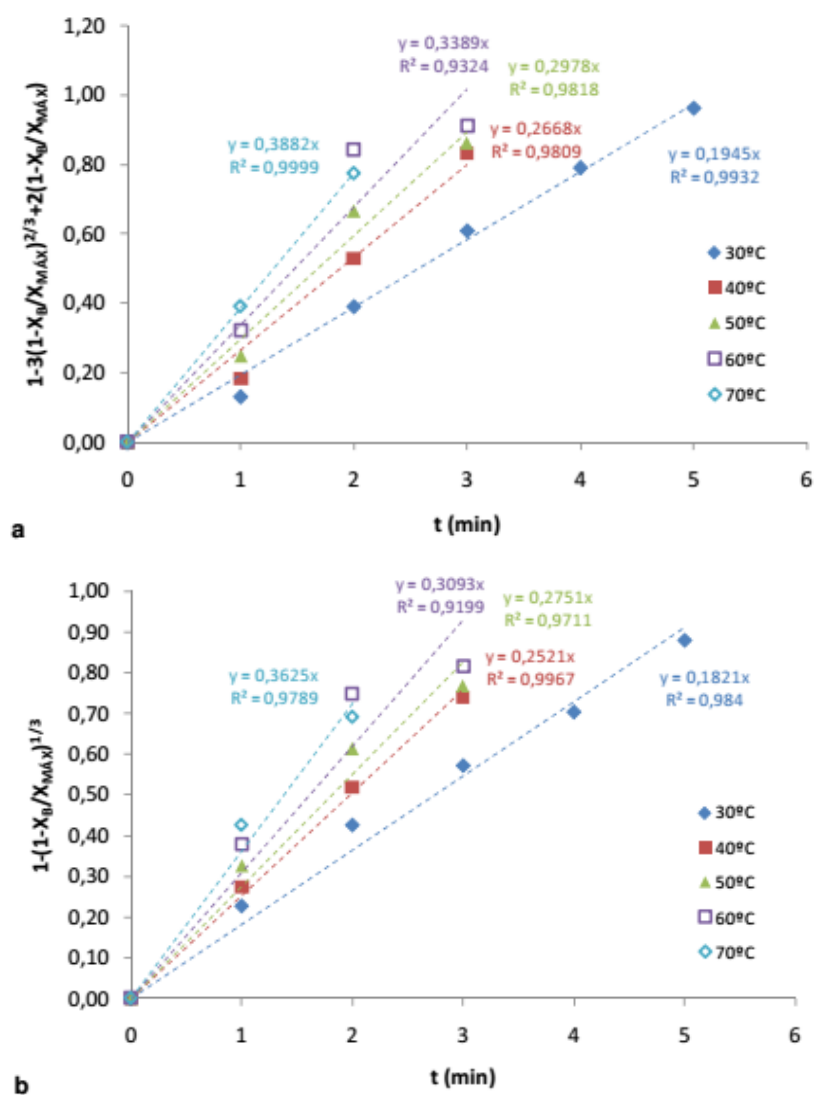 1-3(1-X_B/X_MÁX)^2/3+2(1-X_B/X_MÁX)
1,20
1,00
0,80
0,60
0,40
0,20
0,00
y = 0,3389x
R² = 0,9324
y = 0,2978x
R² = 0,9818
y = 0,3882x
R² = 0,9999
y = 0,2668x
R² = 0,9809
y = 0,1945x
R² = 0,9932
30ºC
40ºC
50ºC
60ºC
70ºC
0 1 2 3 4 5 6
t (min)
a
1-(1-X_B/X_MÁX)^1/3
1,00
0,90
0,80
0,70
0,60
0,50
0,40
0,30
0,20
0,10
0,00
y = 0,3093x
R² = 0,9199
y = 0,2751x
R² = 0,9711
y = 0,3625x
R² = 0,9789
y = 0,2521x
R² = 0,9967
y = 0,1821x
R² = 0,984
30ºC
40ºC
50ºC
60ºC
70ºC
0 1 2 3 4 5 6
t (min)
b